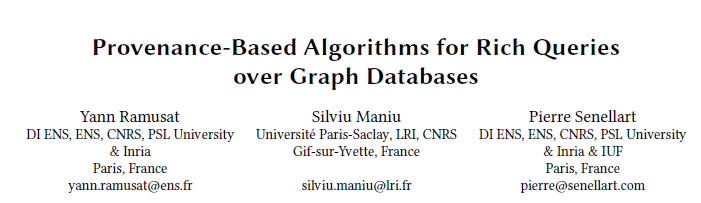 Provenance-Based Algorithms for Rich Queries
over Graph Databases
Yann Ramusat
DI ENS, ENS, CNRS, PSL University
& Inria
Paris, France
yann.ramusat@ens.fr
Silviu Maniu
Université Paris-Saclay, LRI, CNRS
Gif-sur-Yvette, France
silviu.maniu@lri.fr
Pierre Senellart
DI ENS, ENS, CNRS, PSL University
& Inria & IUF
Paris, France
pierre@senellart.com